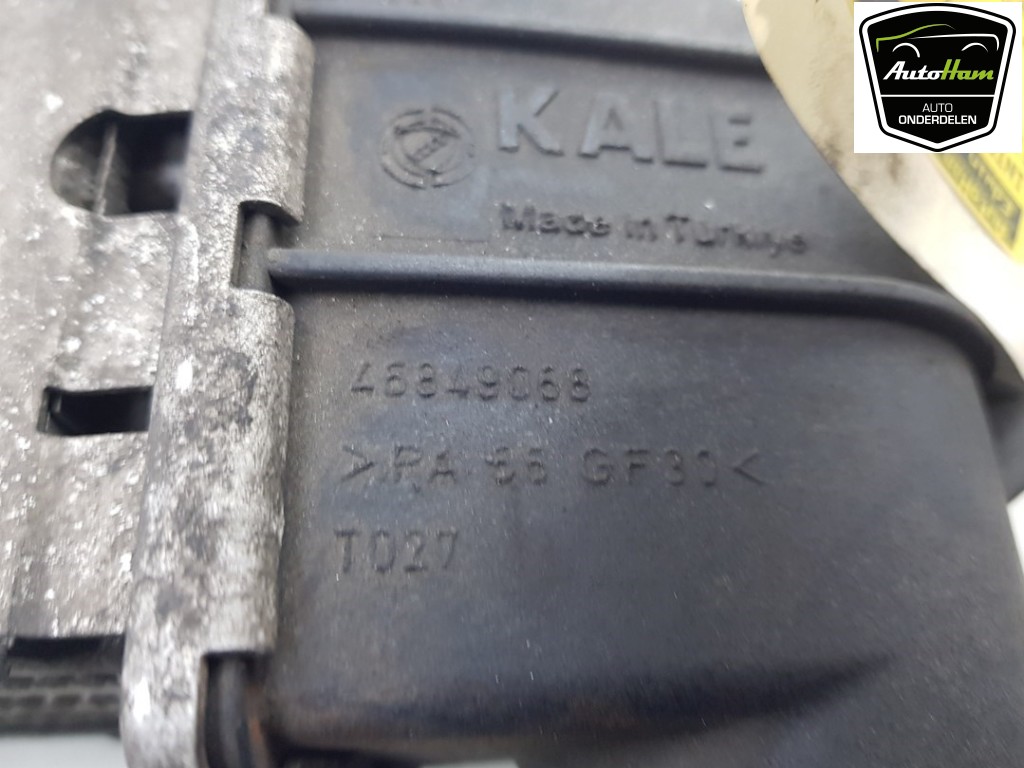 KALE
Made in Türkiye
46849068
>PA 66 GF30<
T027
AutoHam
AUTO
ONDERDELEN